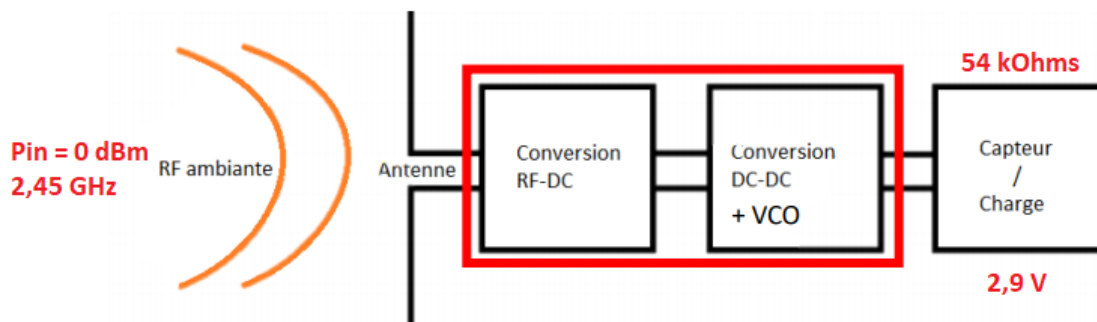 Pin = 0 dBm
2,45 GHz
RF ambiante
Antenne
Conversion
RF-DC
Conversion
DC-DC
+ VCO
54 kOhms
Capteur
/
Charge
2,9 V